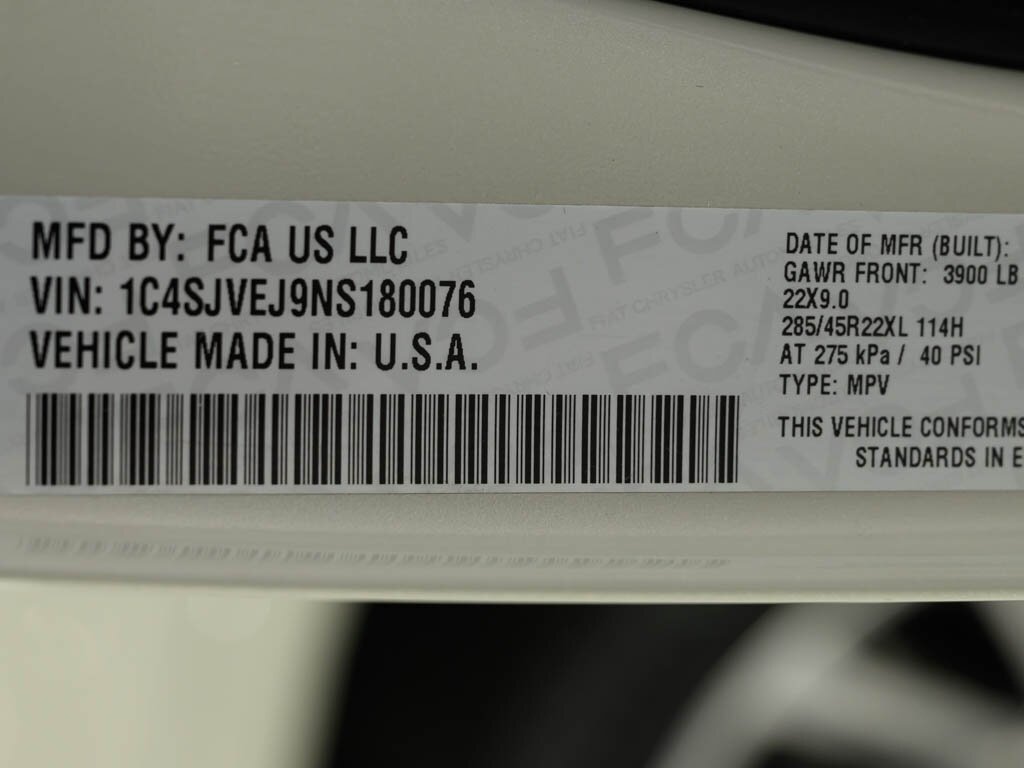 MFD BY: FCA US LLC
VIN: 1C4SJVEJ9NS180076
VEHICLE MADE IN: U.S.A.
DATE OF MFR (BUILT):
GAWR FRONT: 3900 LB
22X9.0
285/45R22XL 114H
AT 275 kPa / 40 PSI
TYPE: MPV
THIS VEHICLE CONFORMS
STANDARDS IN E